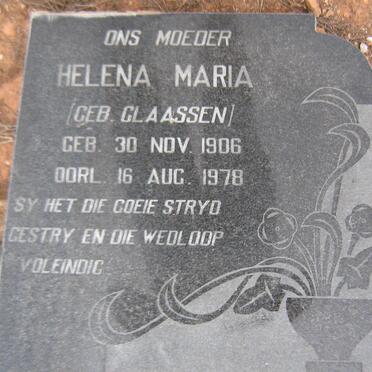 ONS MOEDER
HELENA MARIA
(GEB. CLAASSEN)
GEB. 30 NOV. 1906
OORL. 16 AUG. 1978
SY HET DIE GOEIE STRYD
GESTRY EN DIE WEDLOOP
VOLEINDIG